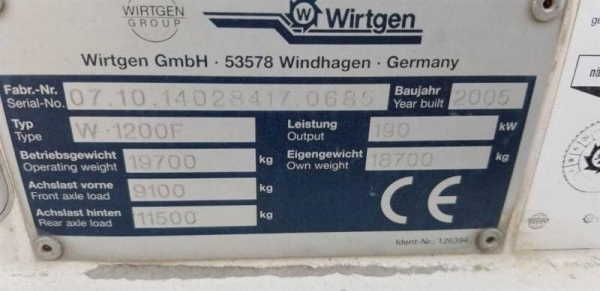 WIRTGEN
GROUP
Wirtgen
Wirtgen GmbH · 53578 Windhagen · Germany
Fabr.-Nr. 07.10.14028417.0685 Baujahr 2005
Serial-No. Year built
Typ W 1200F Leistung 190 kW
Type Output
Betriebsgewicht 19700 kg Eigengewicht 18700 kg
Operating weight Own weight
Achslast vorne 9100 kg
Front axle load
Achslast hinten 11500 kg
Rear axle load
CE
Ident-Nr.: 126394